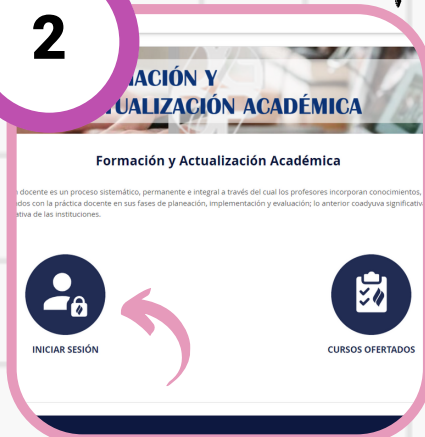 2
ACIÓN Y
TUALIZACIÓN ACADÉMICA
Formación y Actualización Académica
docente es un proceso sistemático, permanente e integral a través del cual los profesores incorporan conocimientos,
dos con la práctica docente en sus fases de planeación, implementación y evaluación; lo anterior coadyuva significativ
ativa de las instituciones.
INICIAR SESIÓN
CURSOS OFERTADOS